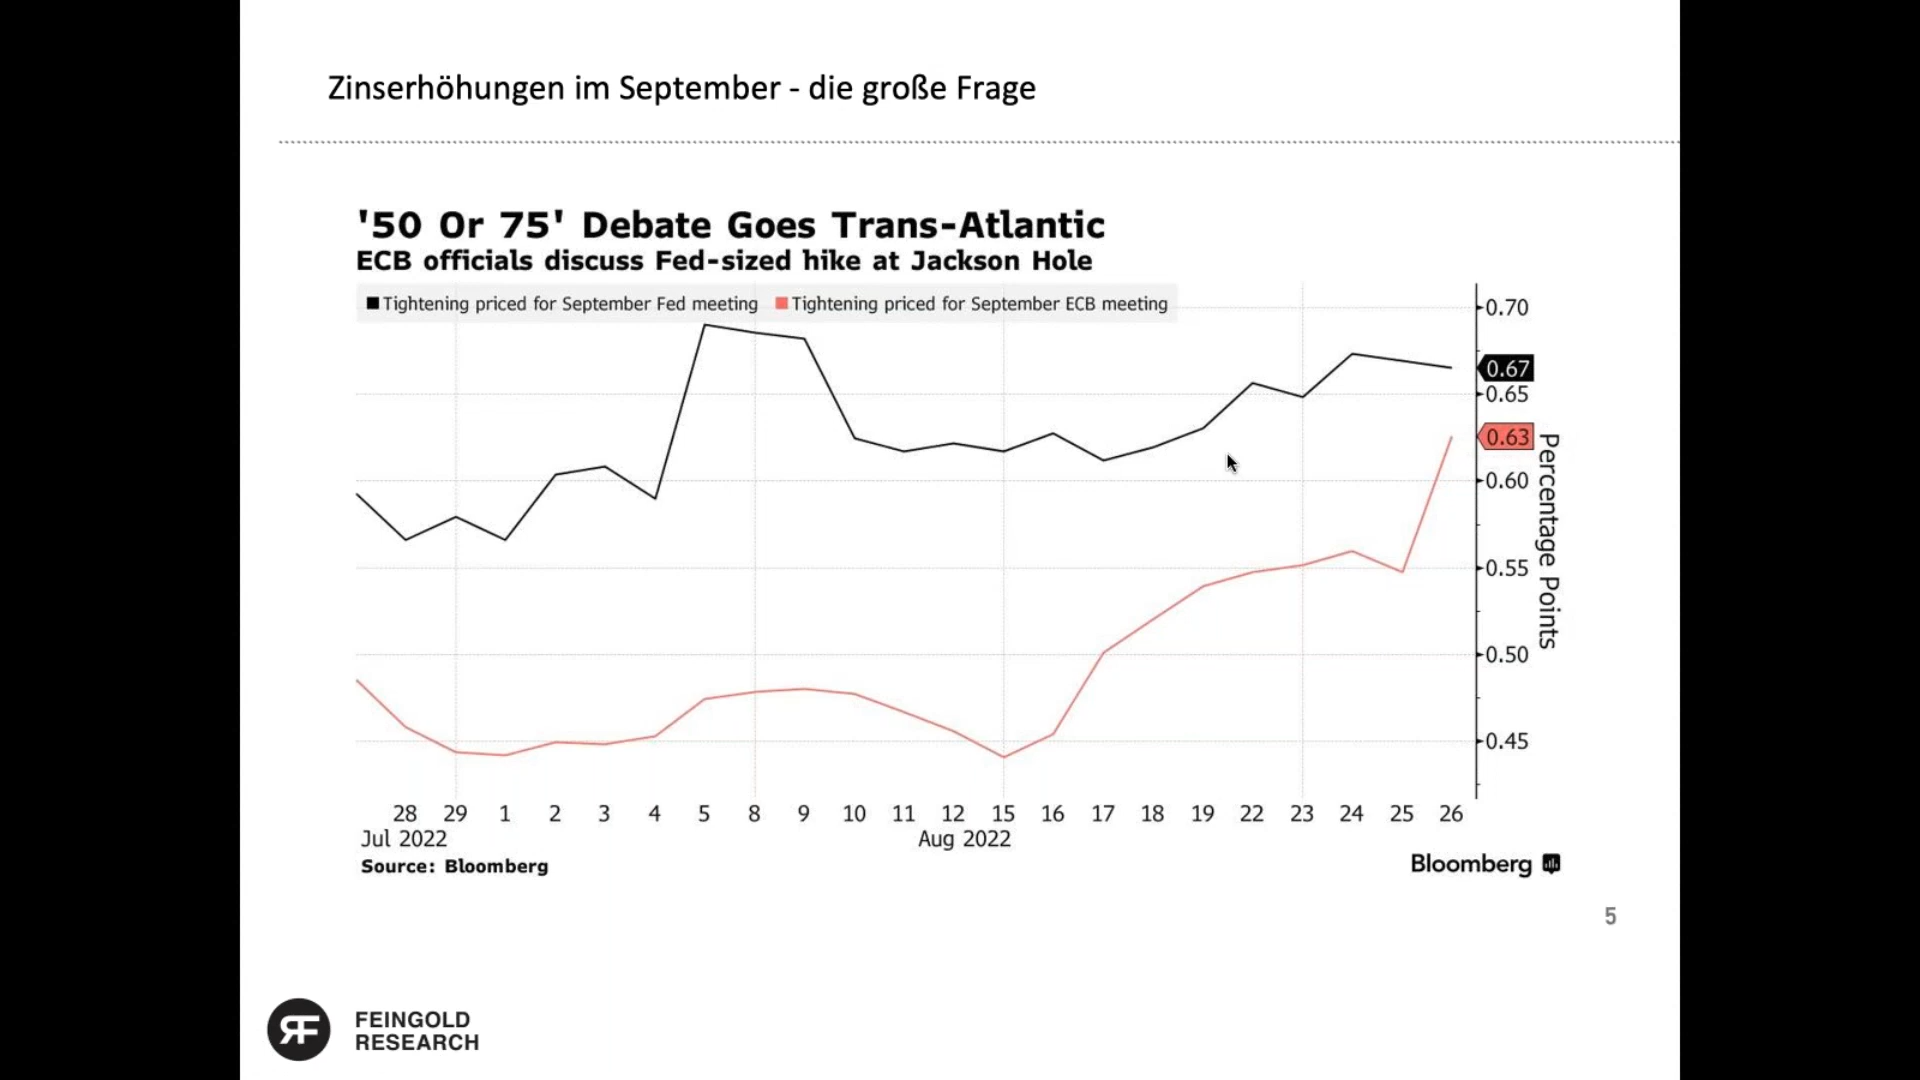 Zinserhöhungen im September - die große Frage
'50 Or 75' Debate Goes Trans-Atlantic
ECB officials discuss Fed-sized hike at Jackson Hole
Tightening priced for September Fed meeting Tightening priced for September ECB meeting
0.70
0.67
0.65
0.63
0.60
0.55
0.50
0.45
Percentage Points
28 29 1 2 3 4 5 8 9 10 11 12 15 16 17 18 19 22 23 24 25 26
Jul 2022 Aug 2022
Source: Bloomberg
Bloomberg
5
RF
FEINGOLD
RESEARCH